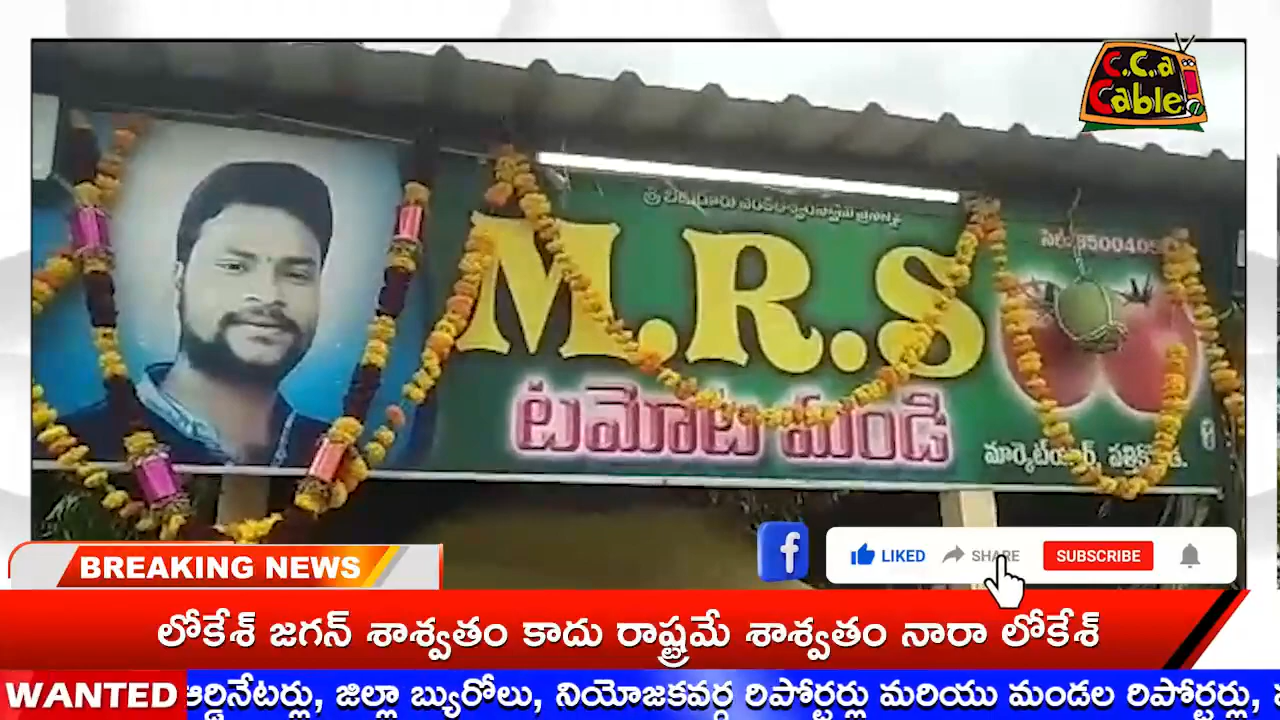 C..C.a
Cable
M.R.S
టమోట మండి
f
LIKED SHARE SUBSCRIBE
BREAKING NEWS
లోకేశ్ జగన్ శాశ్వతం కాదు రాష్ట్రమే శాశ్వతం నారా లోకేశ్
WANTED ఆర్డినేటర్లు, జిల్లా బ్యురోలు, నియోజకవర్గ రిపోర్టర్లు మరియు మండల రిపోర్టర్లు,